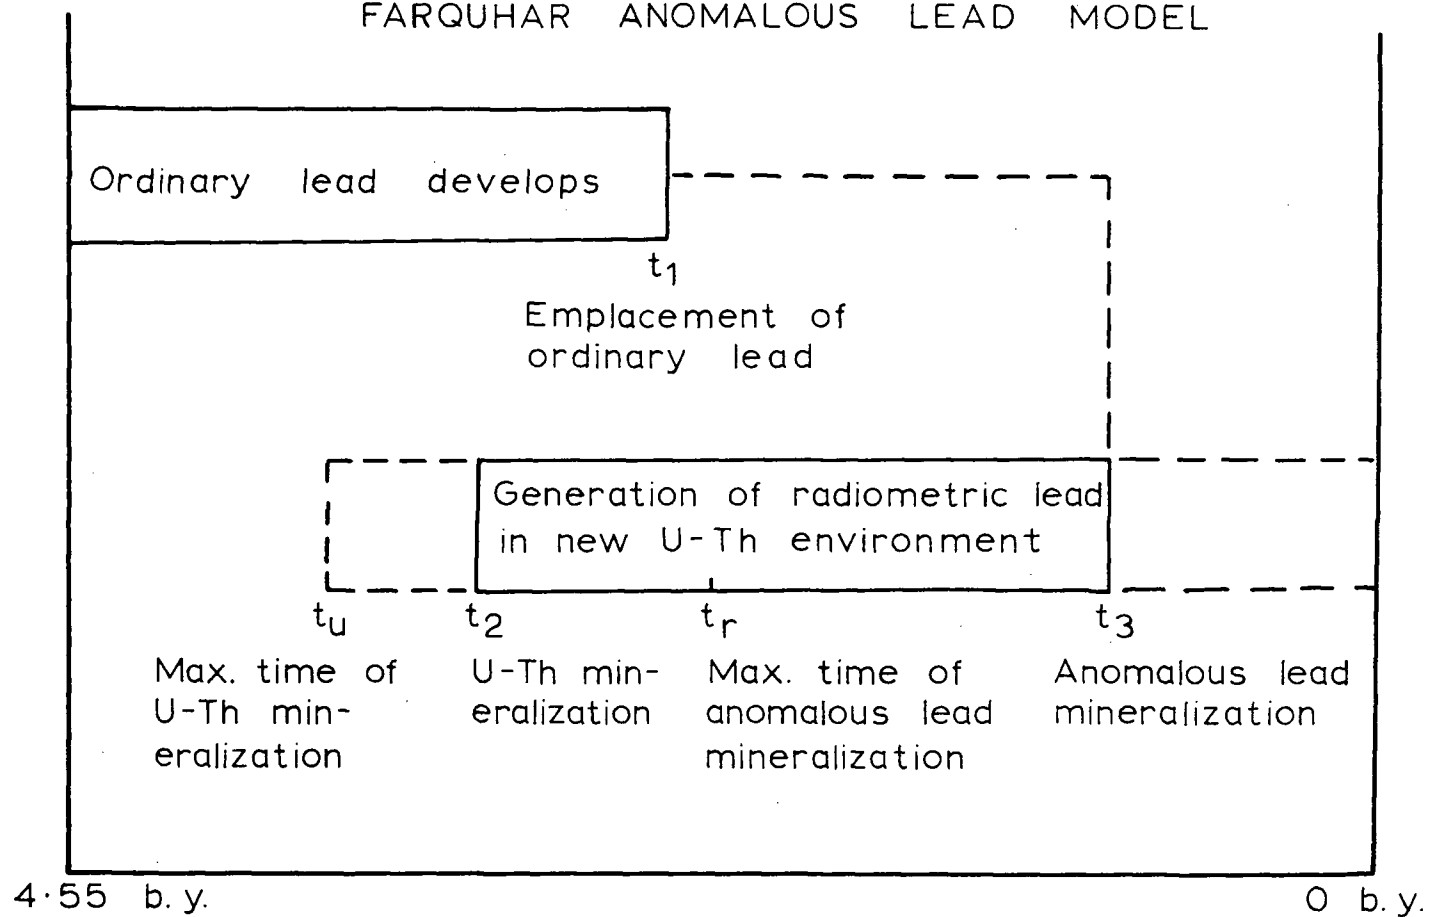 FARQUHAR ANOMALOUS LEAD MODEL
Ordinary lead develops
t1
Emplacement of
ordinary lead
Generation of radiometric lead
in new U-Th environment
tu
t2
tr
t3
Max. time of
U-Th min-
eralization
U-Th min-
eralization
Max. time of
anomalous lead
mineralization
Anomalous lead
mineralization
4·55 b.y.
0 b.y.